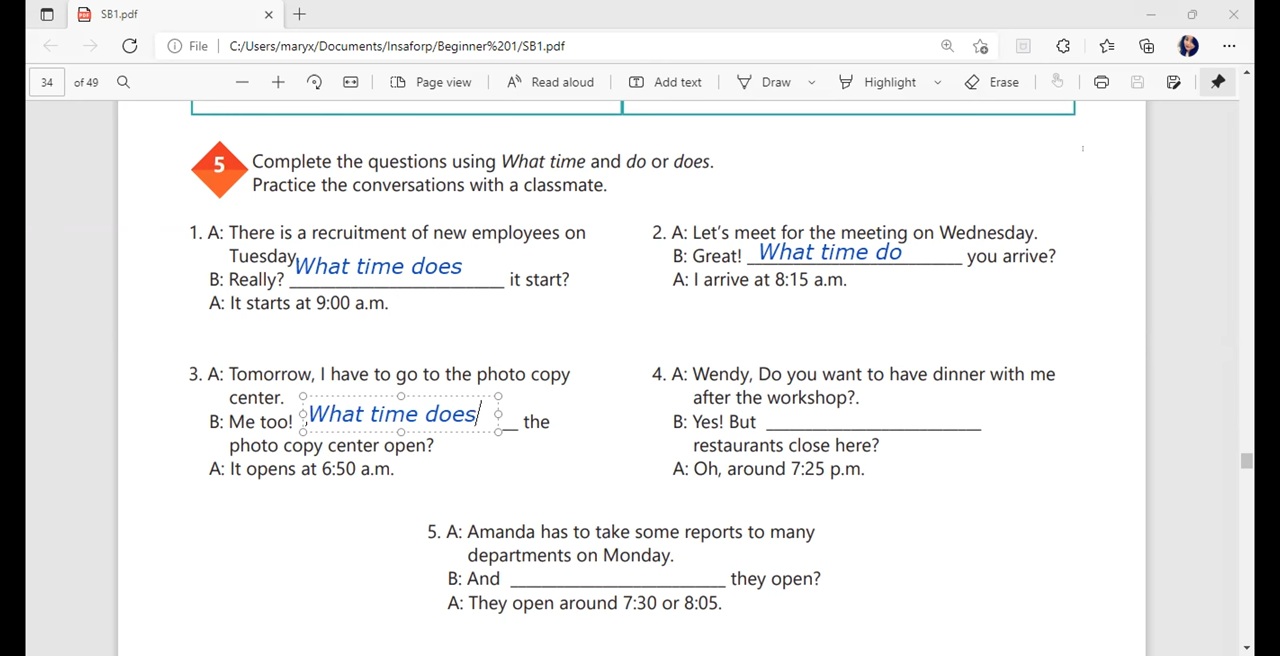 SB1.pdf
File C:/Users/maryx/Documents/Insaforp/Beginner%201/SB1.pdf
34 of 49 Page view Read aloud Add text Draw Highlight Erase
5 Complete the questions using What time and do or does.
Practice the conversations with a classmate.
1. A: There is a recruitment of new employees on
Tuesday
B: Really? What time does it start?
A: It starts at 9:00 a.m.
2. A: Let's meet for the meeting on Wednesday.
B: Great! What time do you arrive?
A: I arrive at 8:15 a.m.
3. A: Tomorrow, I have to go to the photo copy
center.
B: Me too! What time does the
photo copy center open?
A: It opens at 6:50 a.m.
4. A: Wendy, Do you want to have dinner with me
after the workshop?.
B: Yes! But ____________________
restaurants close here?
A: Oh, around 7:25 p.m.
5. A: Amanda has to take some reports to many
departments on Monday.
B: And ____________________ they open?
A: They open around 7:30 or 8:05.